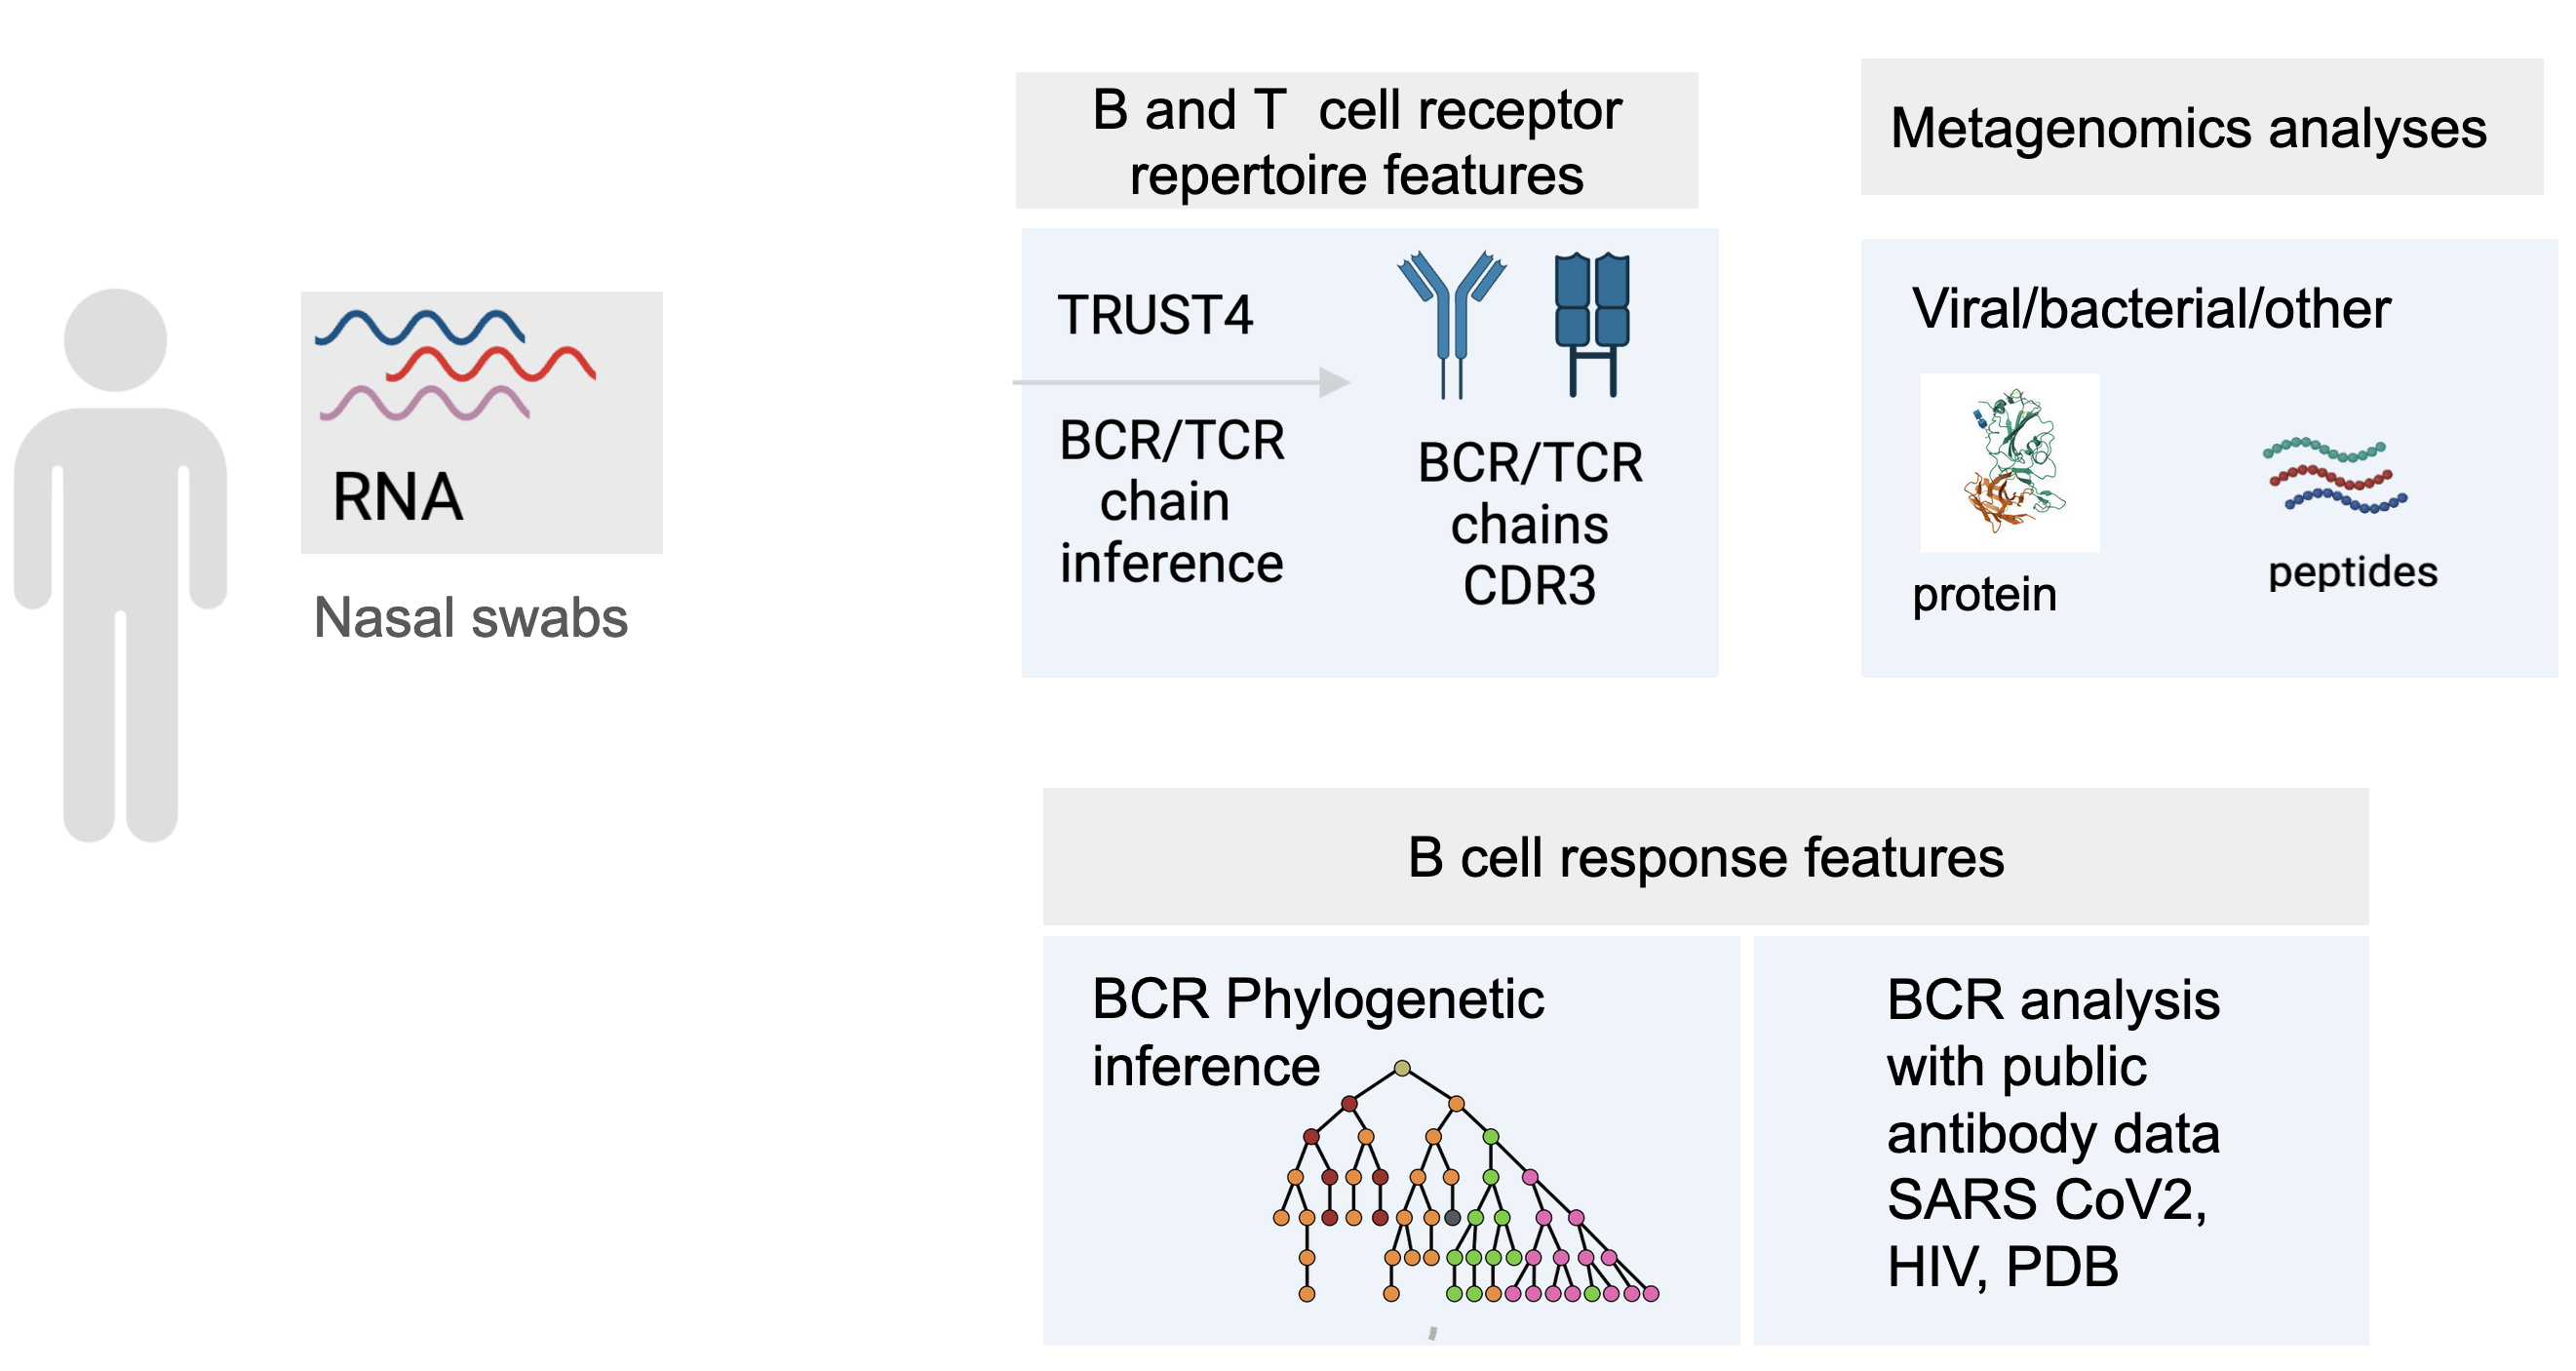 RNA
Nasal swabs
B and T cell receptor
repertoire features
TRUST4
BCR/TCR
chain
inference
BCR/TCR
chains
CDR3
Metagenomics analyses
Viral/bacterial/other
protein
peptides
B cell response features
BCR Phylogenetic
inference
BCR analysis
with public
antibody data
SARS CoV2,
HIV, PDB